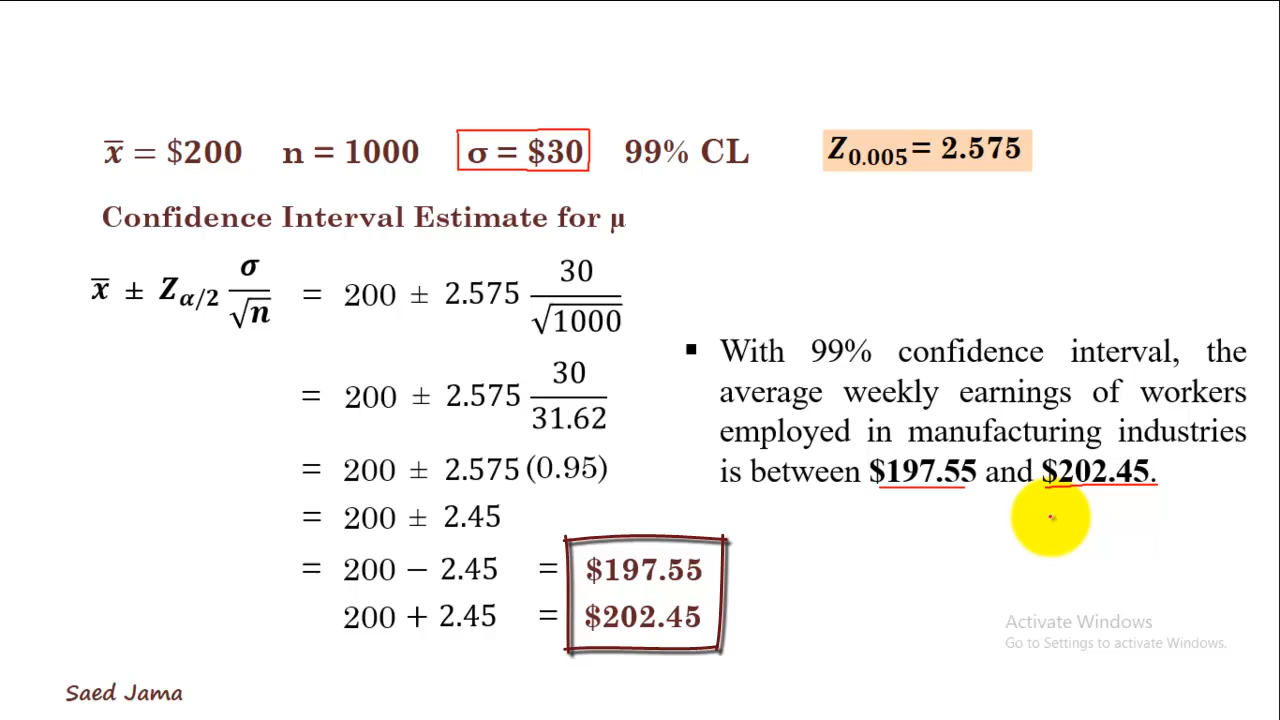 x̅ = $200 n = 1000 σ = $30 99% CL Z₀.₀₀₅ = 2.575
Confidence Interval Estimate for μ
x̅ ± Z_α/2 σ/√n = 200 ± 2.575 30/√1000
= 200 ± 2.575 30/31.62
= 200 ± 2.575 (0.95)
= 200 ± 2.45
= 200 − 2.45 = $197.55
200 + 2.45 = $202.45
▪ With 99% confidence interval, the
average weekly earnings of workers
employed in manufacturing industries
is between $197.55 and $202.45.
Activate Windows
Go to Settings to activate Windows.
Saed Jama